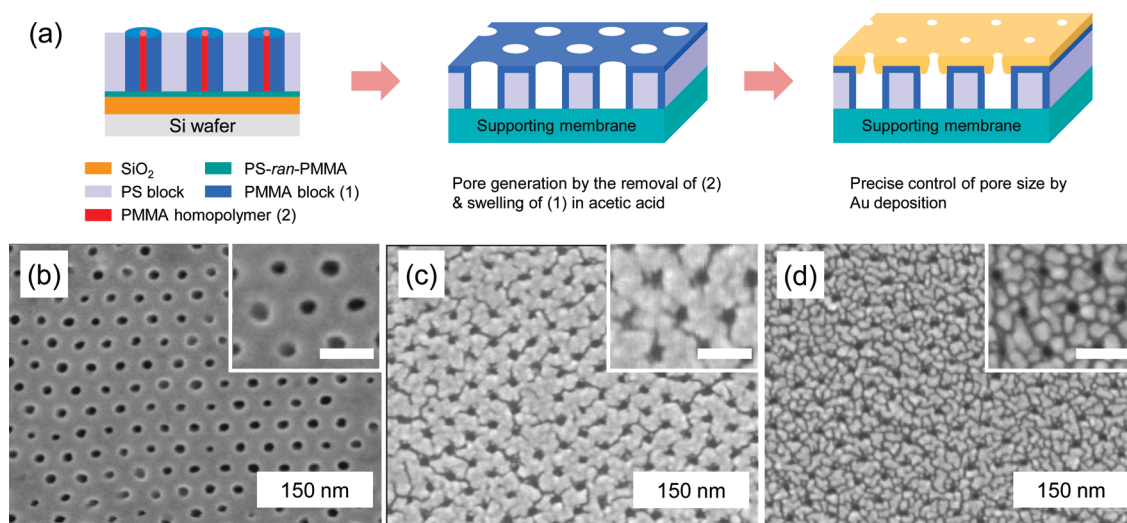 (a)
Si wafer
SiO₂
PS-ran-PMMA
PS block
PMMA block (1)
PMMA homopolymer (2)
Supporting membrane
Pore generation by the removal of (2)
& swelling of (1) in acetic acid
Supporting membrane
Precise control of pore size by
Au deposition
(b)
150 nm
(c)
150 nm
(d)
150 nm